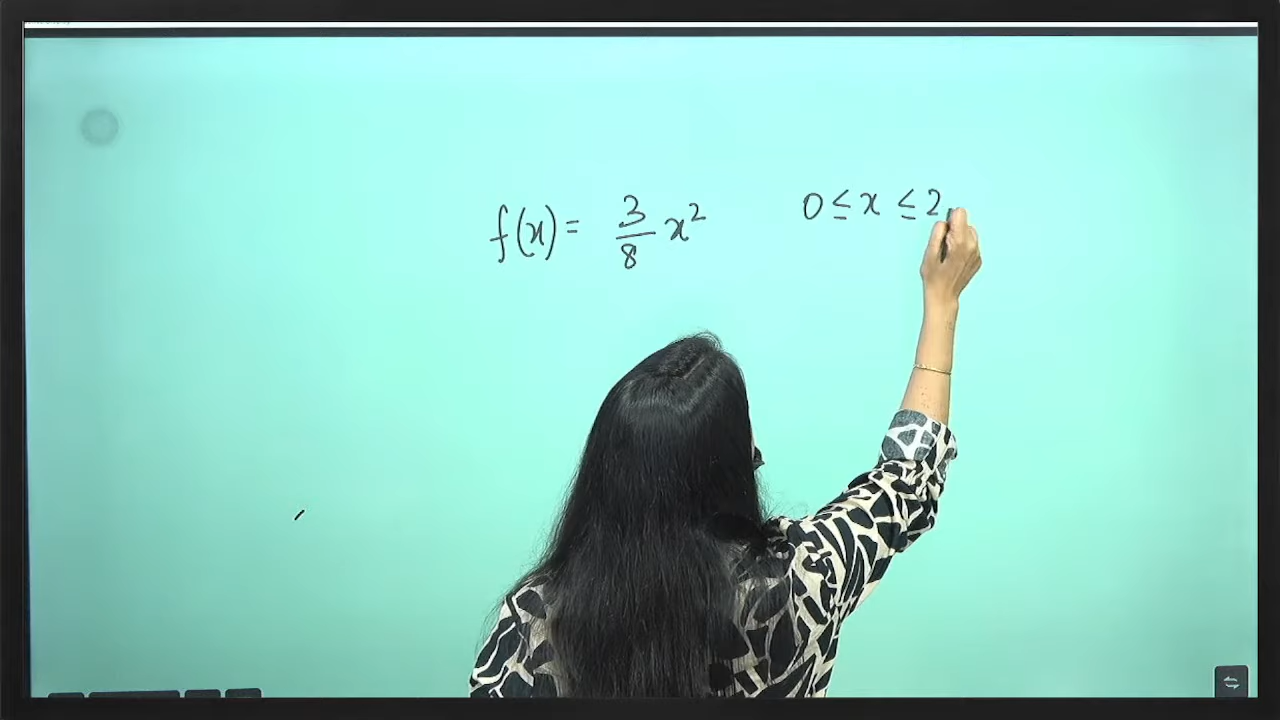 f(x) = 3/8 x² 0 ≤ x ≤ 2